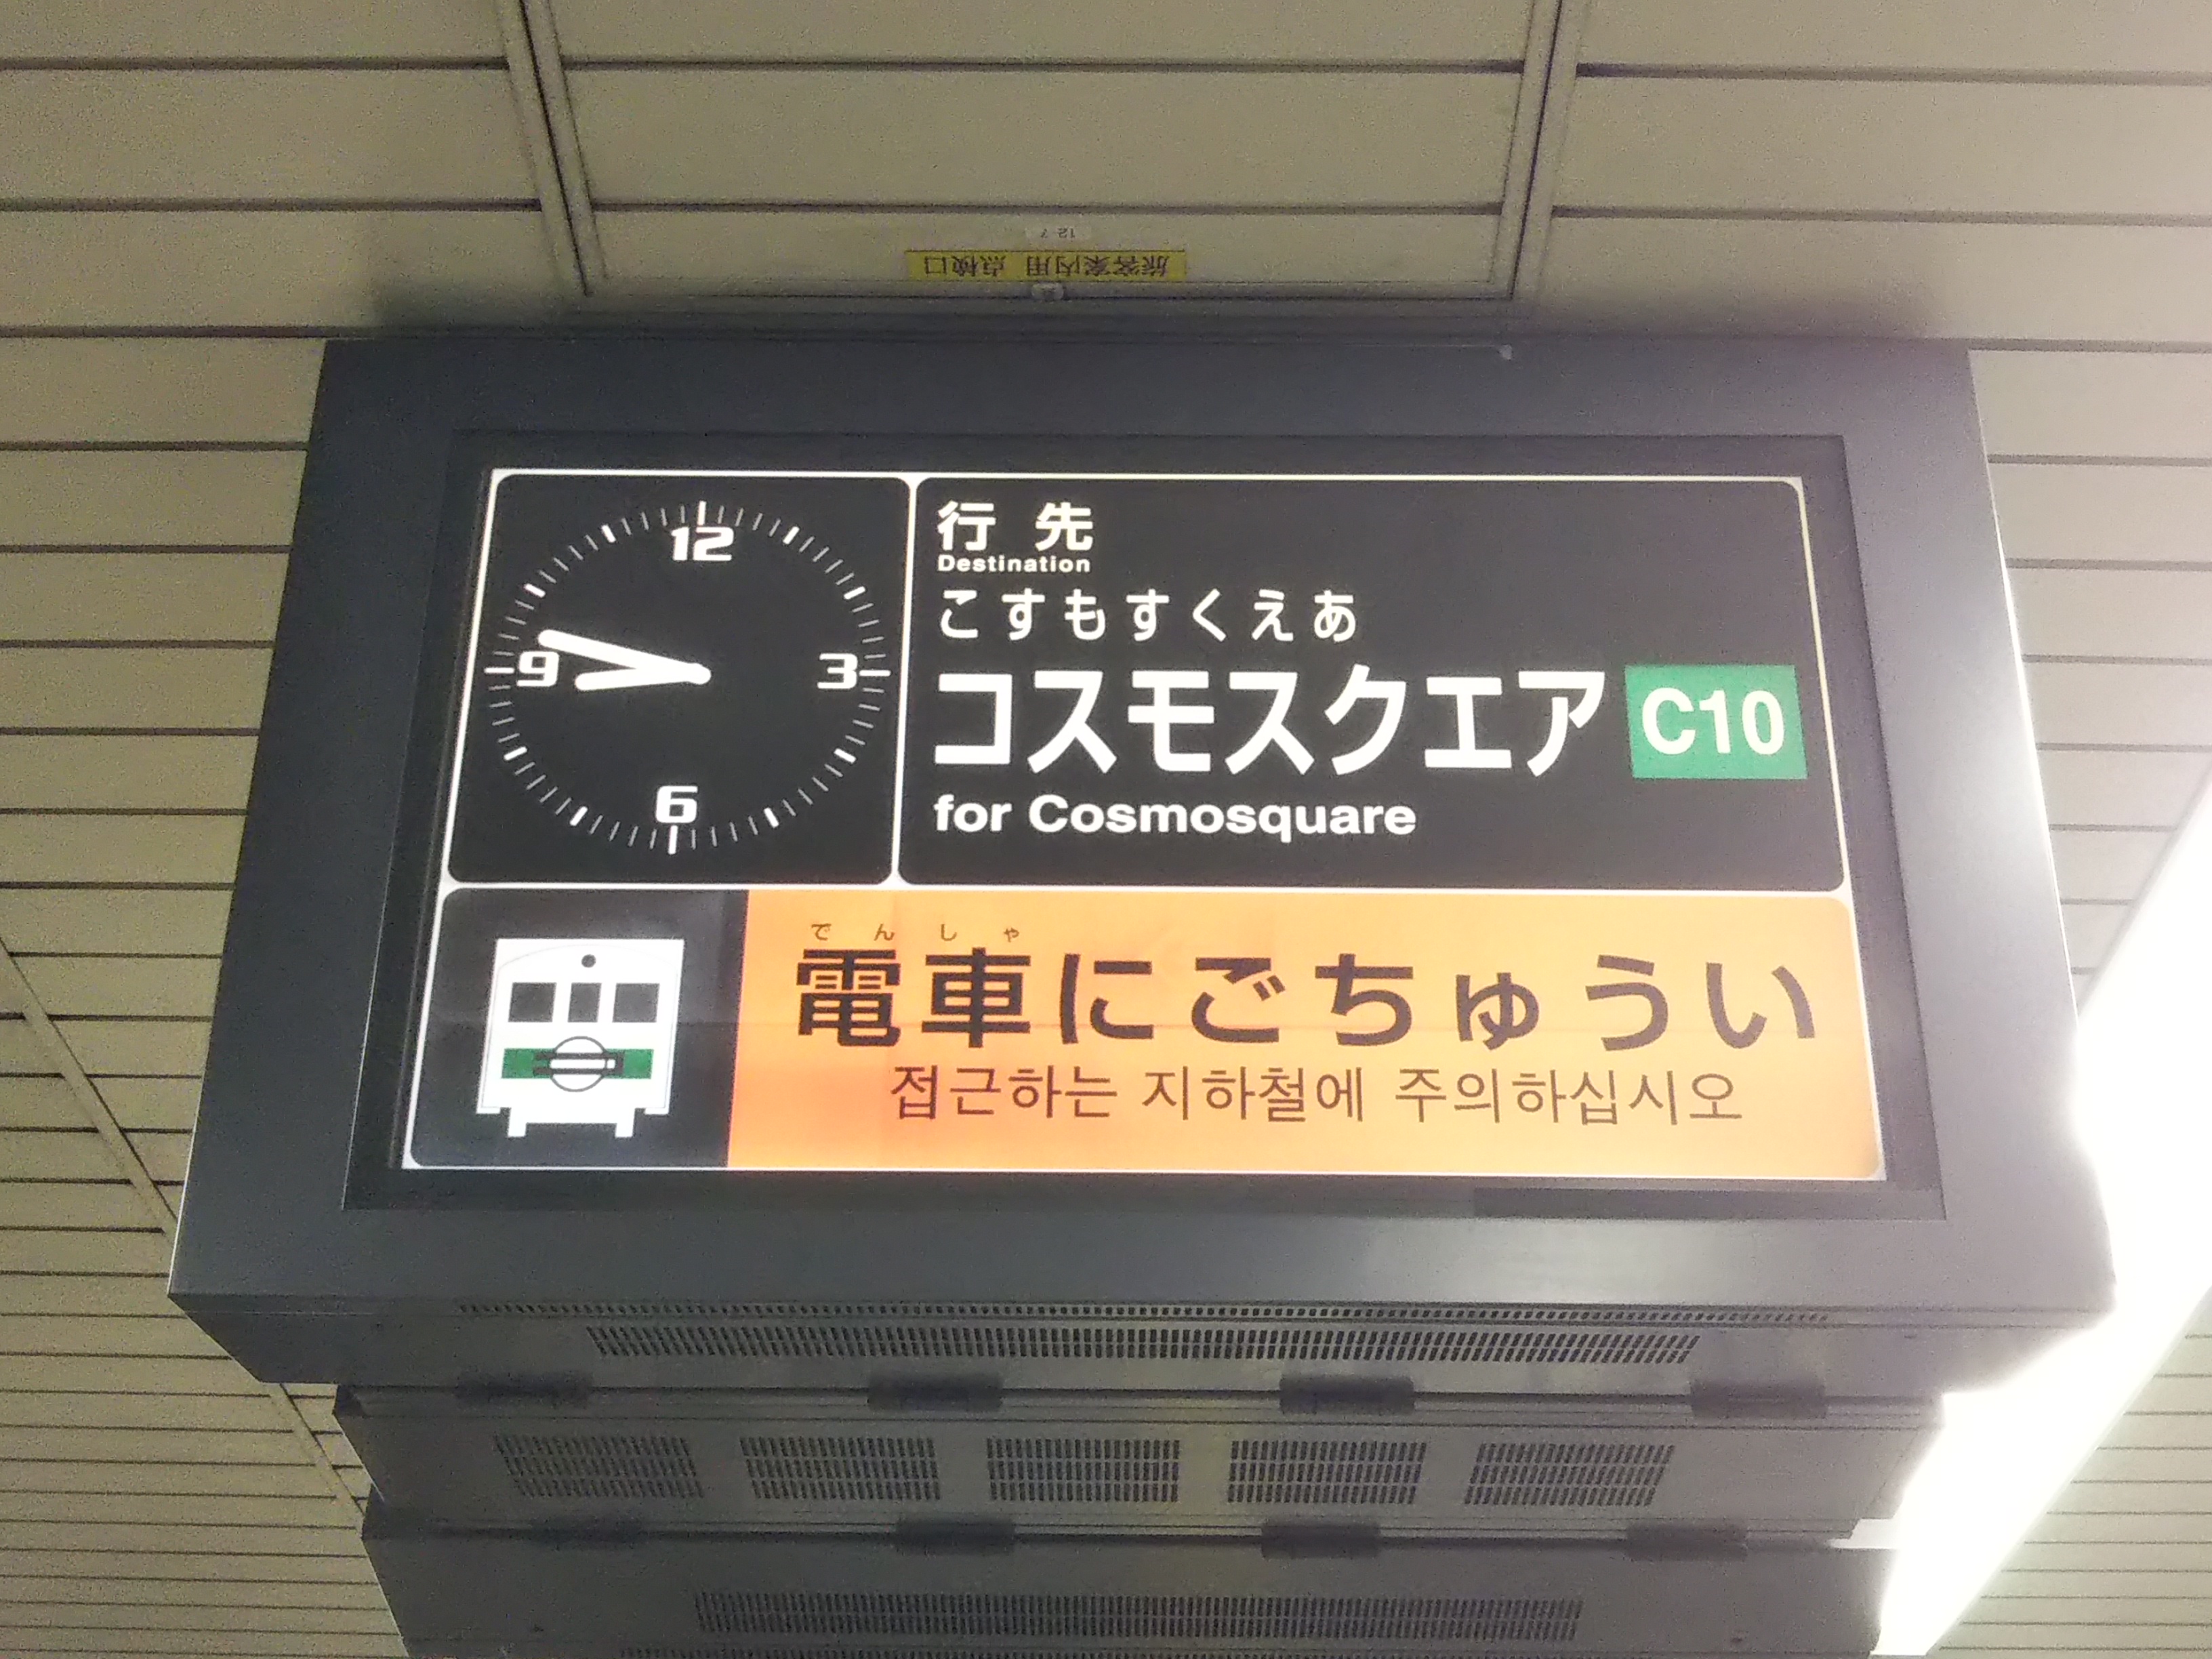 12-7
旅客案内用 点検口
12
9
3
6
行先
Destination
こすもすくえあ
コスモスクエア C10
for Cosmosquare
でんしゃ
電車にごちゅうい
접근하는 지하철에 주의하십시오